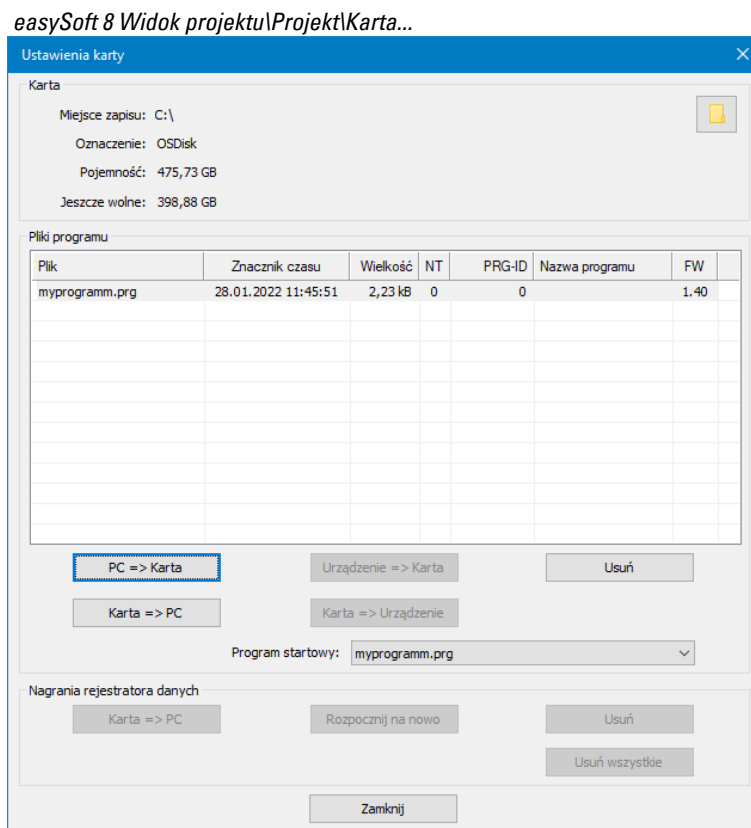 easySoft 8 Widok projektu\Projekt\Karta...
Ustawienia karty
Karta
Miejsce zapisu: C:\
Oznaczenie: OSDisk
Pojemność: 475,73 GB
Jeszcze wolne: 398,88 GB
Pliki programu
Plik Znacznik czasu Wielkość NT PRG-ID Nazwa programu FW
myprogramm.prg 28.01.2022 11:45:51 2,23 kB 0 0 1.40
PC => Karta Urządzenie => Karta Usuń
Karta => PC Karta => Urządzenie
Program startowy: myprogramm.prg
Nagrania rejestratora danych
Karta => PC Rozpocznij na nowo Usuń
Usuń wszystkie
Zamknij